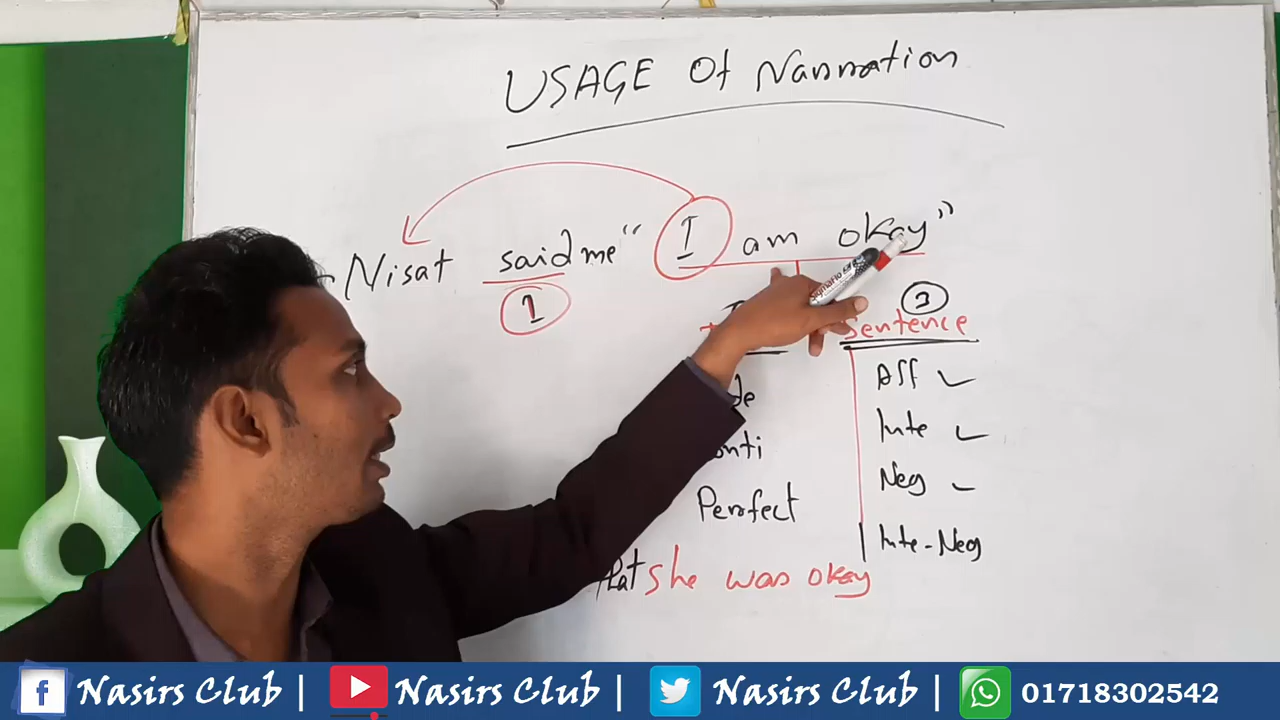 USAGE Of Narration
Nisat said me “ I am okay ”
1
3
sentence
Aff ✓
Inte ✓
Neg ✓
Perfect
Inte-Neg
she was okay
Nasirs Club | Nasirs Club | Nasirs Club | 01718302542